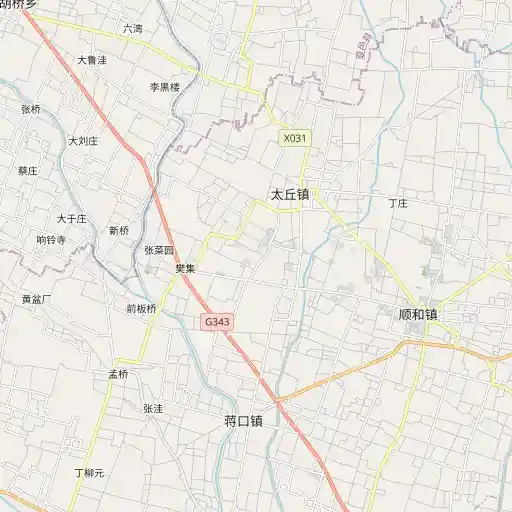 胡桥乡
六湾
夏邑县
大鲁洼
李黑楼
张桥
X031
大刘庄
蔡庄
太丘镇
丁庄
大于庄
新桥
响铃寺
张菜园
樊集
黄盆厂
前板桥
顺和镇
G343
孟桥
张洼
蒋口镇
丁柳元